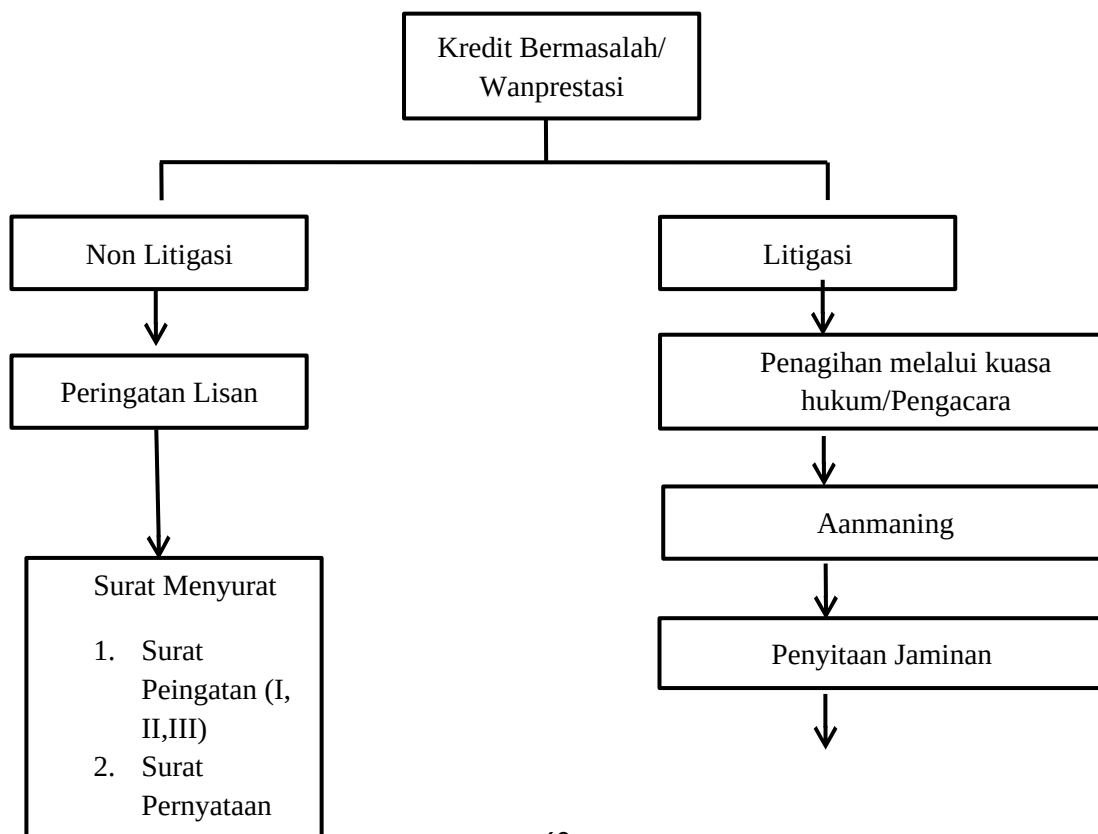 Kredit Bermasalah/
Wanprestasi
Non Litigasi
Litigasi
Peringatan Lisan
Penagihan melalui kuasa
hukum/Pengacara
Aanmaning
Surat Menyurat
1. Surat
Peingatan (I,
II,III)
2. Surat
Pernyataan
Penyitaan Jaminan